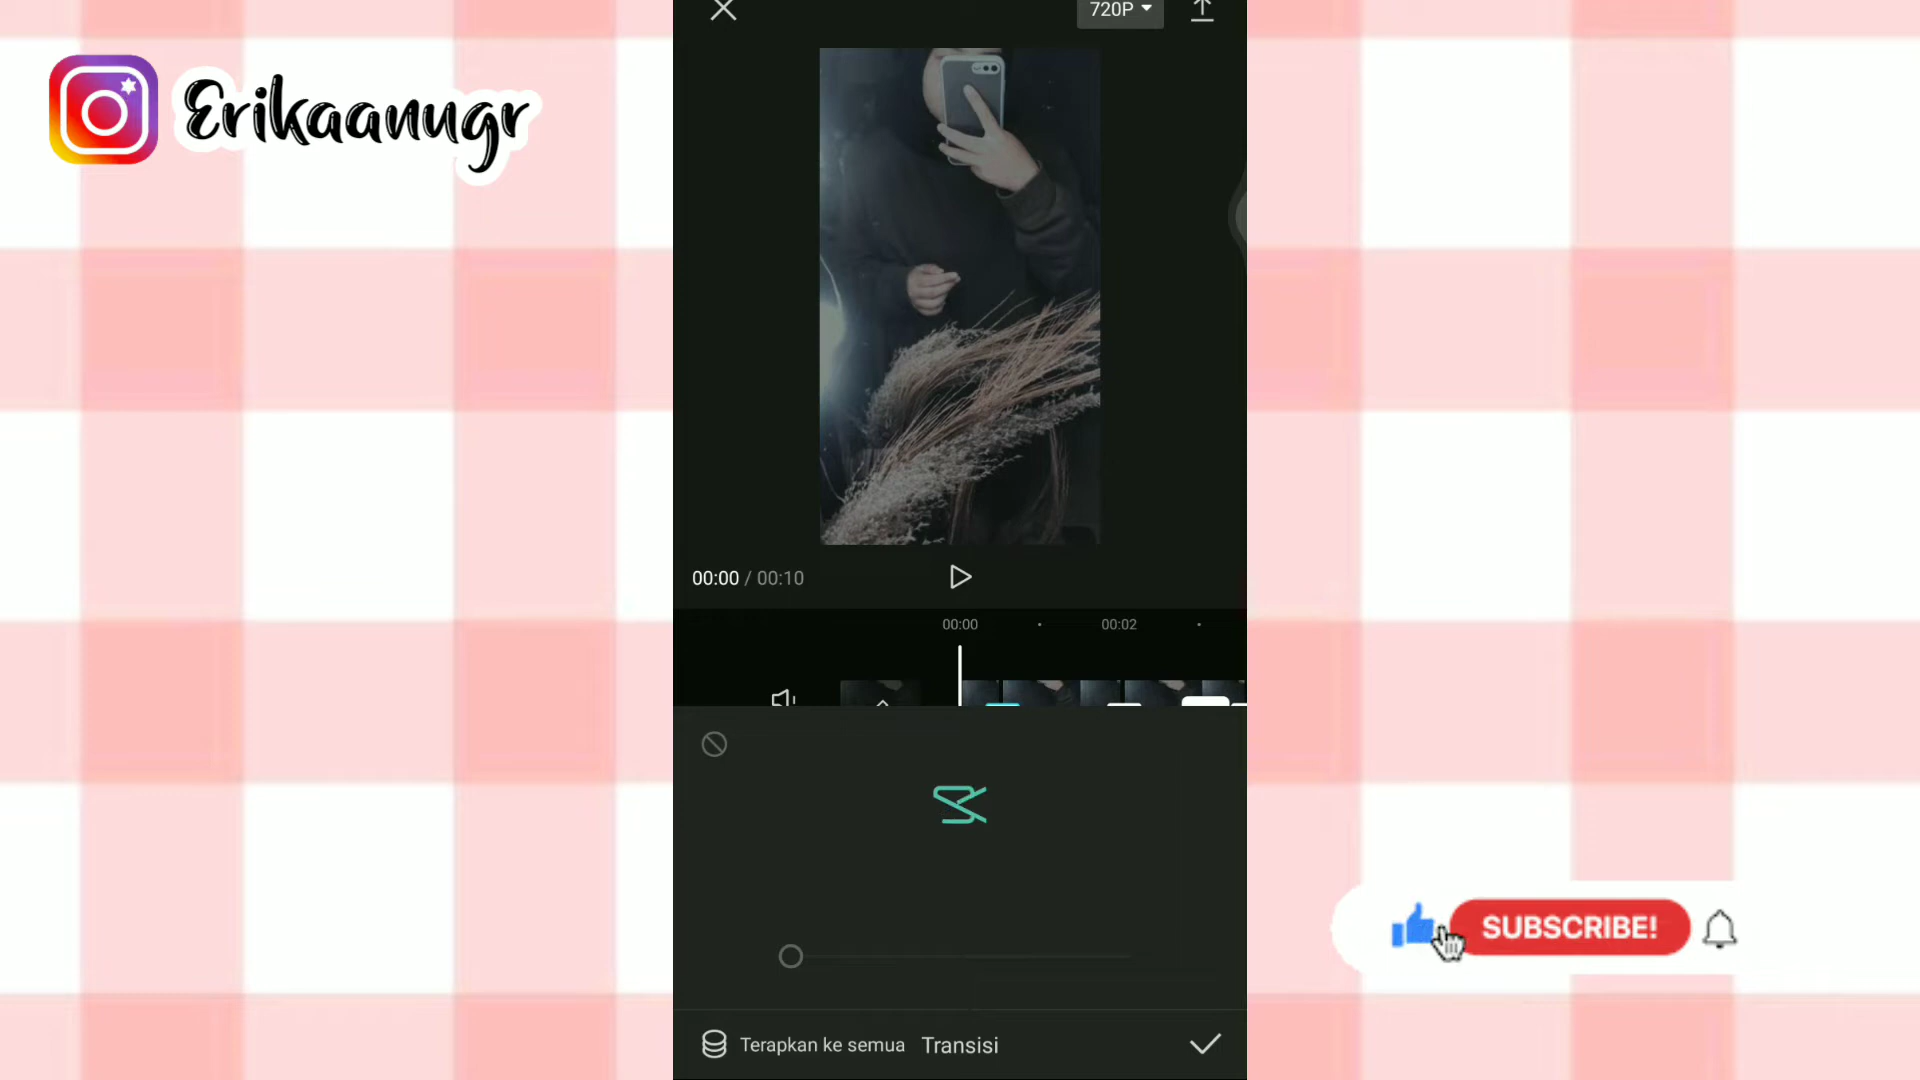 Erikaanugr
720P
00:00 / 00:10
00:00
00:02
Terapkan ke semua
Transisi
SUBSCRIBE!